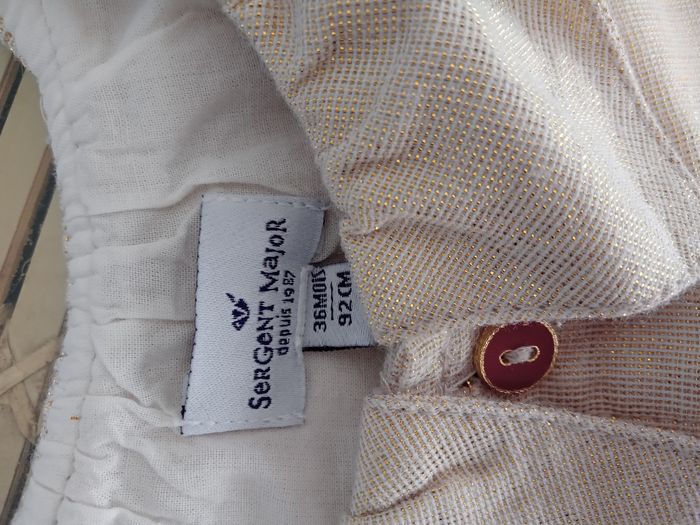 SeRGeNT MaJoR
depuis 1987
36MOIS
92CM